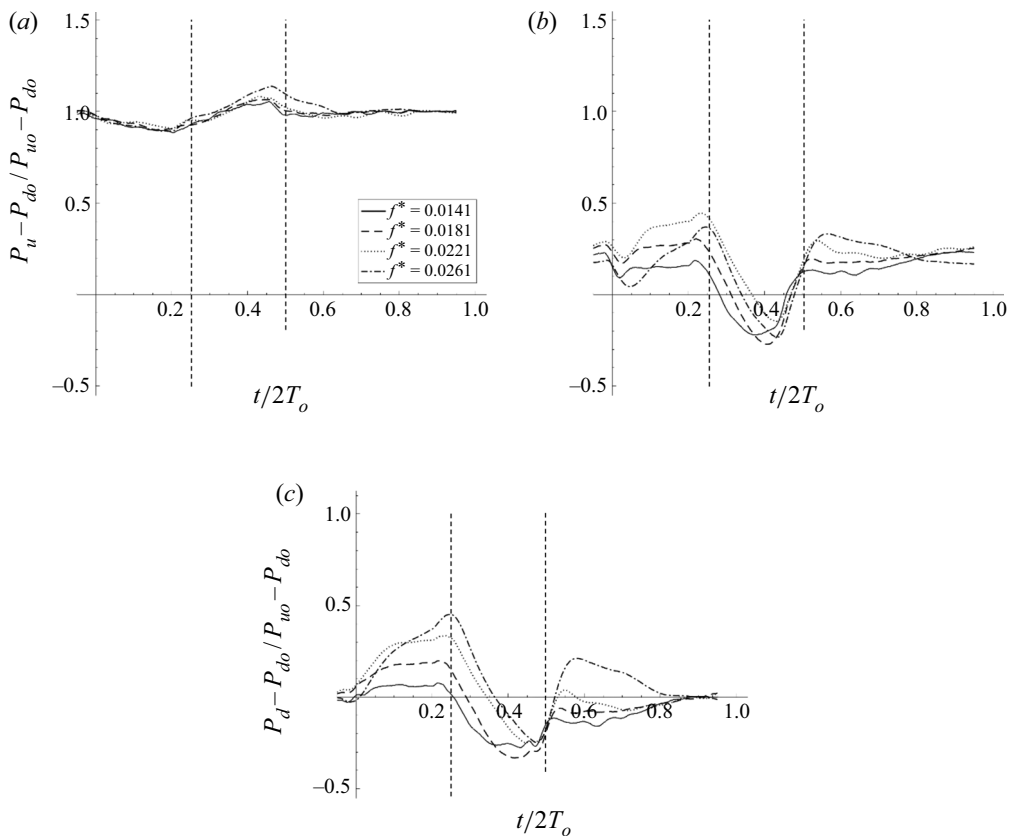 (a)
1.5
1.0
0.5
–0.5
0.2 0.4 0.6 0.8 1.0
P_u – P_do / P_uo – P_do
t/2T_o
f* = 0.0141
f* = 0.0181
f* = 0.0221
f* = 0.0261
(b)
1.5
1.0
0.5
–0.5
0.2 0.4 0.6 0.8 1.0
t/2T_o
(c)
1.0
0.5
–0.5
0.2 0.4 0.6 0.8 1.0
P_d – P_do / P_uo – P_do
t/2T_o